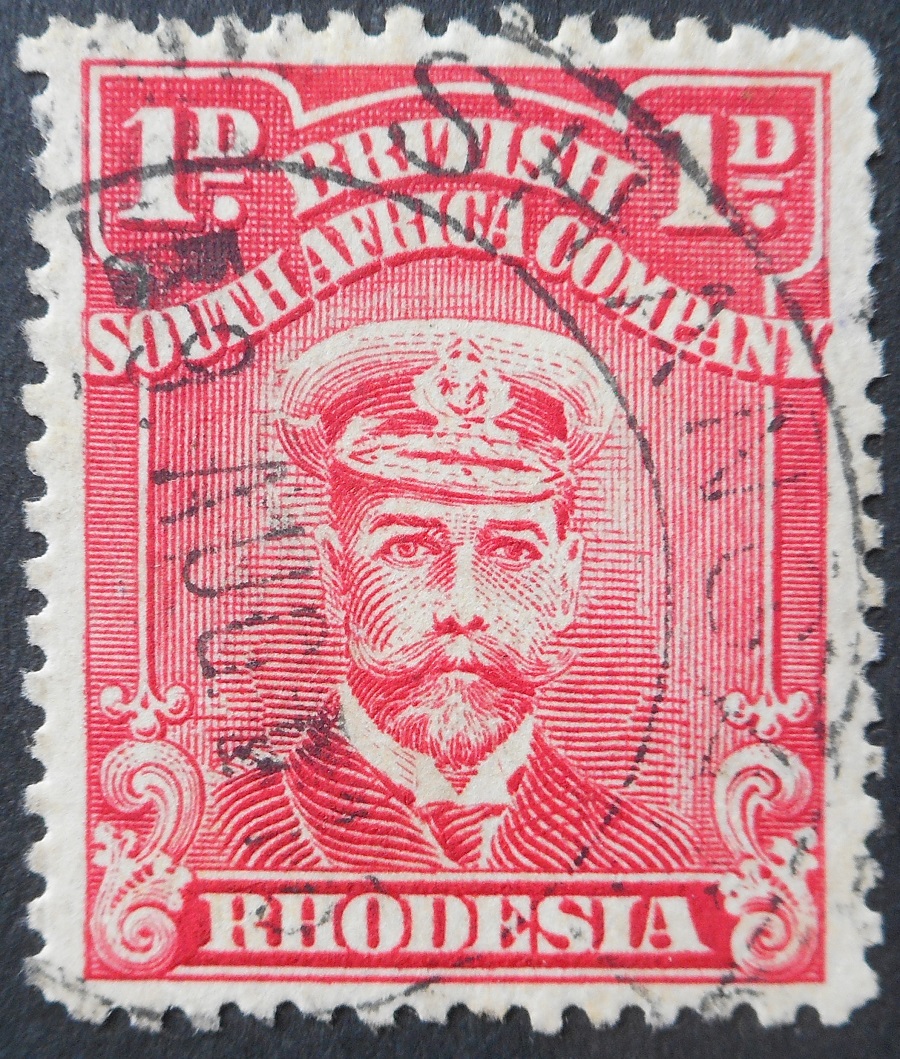 1D 1D
BRITISH
SOUTH AFRICA COMPANY
RHODESIA